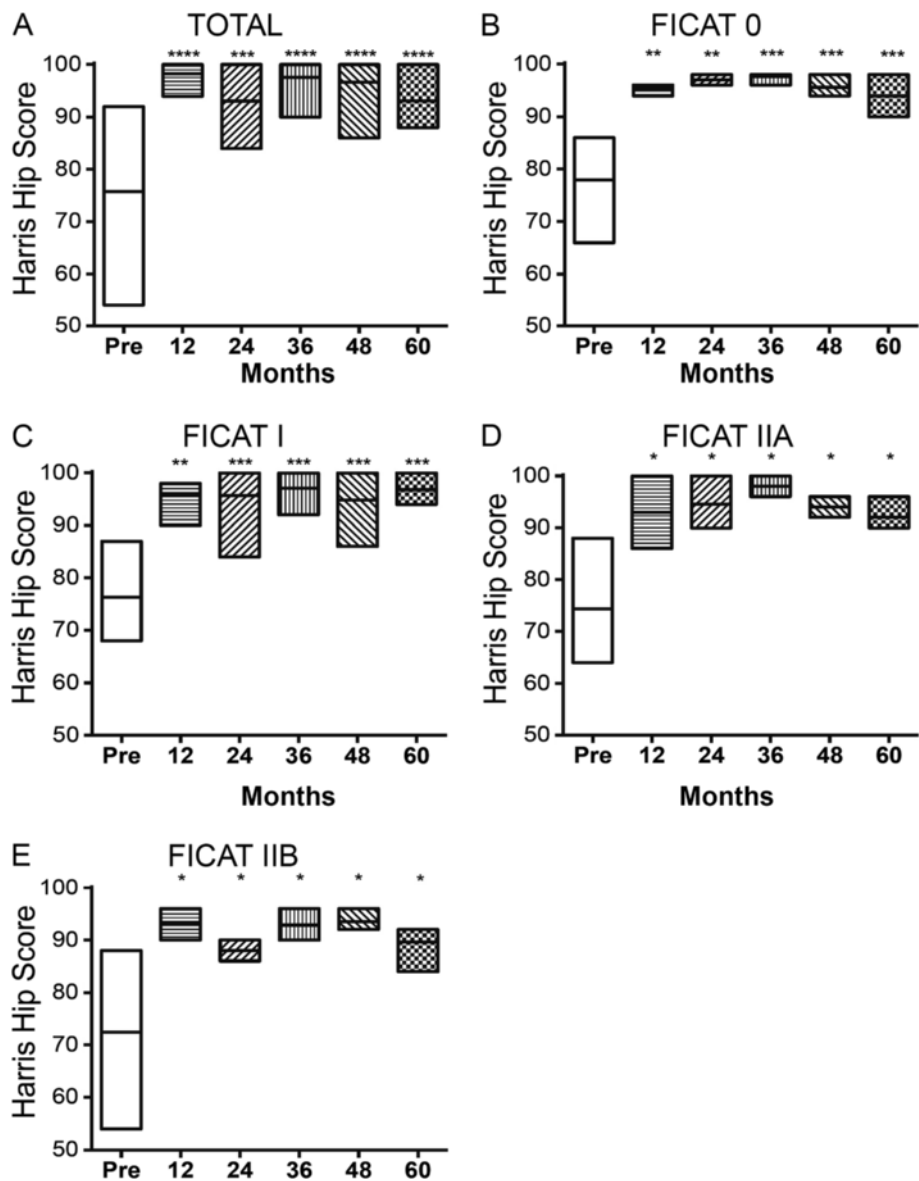 A TOTAL
**** *** **** **** ****
Harris Hip Score
100
90
80
70
60
50
Pre 12 24 36 48 60
Months
B FICAT 0
** ** *** *** ***
Harris Hip Score
100
90
80
70
60
50
Pre 12 24 36 48 60
Months
C FICAT I
** *** *** *** ***
Harris Hip Score
100
90
80
70
60
50
Pre 12 24 36 48 60
Months
D FICAT IIA
* * * * *
Harris Hip Score
100
90
80
70
60
50
Pre 12 24 36 48 60
Months
E FICAT IIB
* * * * *
Harris Hip Score
100
90
80
70
60
50
Pre 12 24 36 48 60